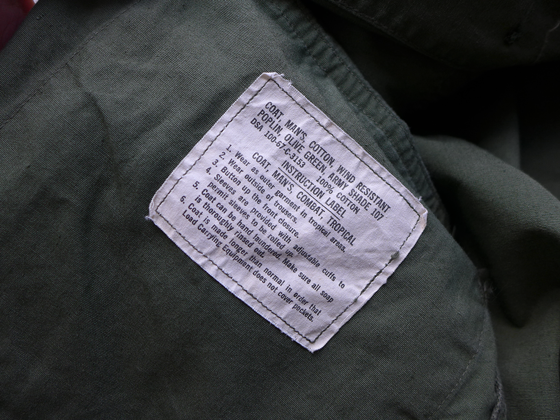 COAT, MAN'S, COTTON, WIND RESISTANT
POPLIN, OLIVE GREEN, ARMY SHADE 107
DSA 100-67-C-3153 100% COTTON
COAT, MAN'S, COMBAT, TROPICAL
INSTRUCTION LABEL
1. Wear as outer garment in tropical areas.
2. Wear outside of trousers.
3. Button up the front closure.
4. Sleeves are provided with adjustable cuffs to
permit sleeves to be rolled up.
5. Coat can be hand laundered. Make sure all soap
is thoroughly rinsed out.
6. Coat is made longer than normal in order that
Load Carrying Equipment does not cover pockets.